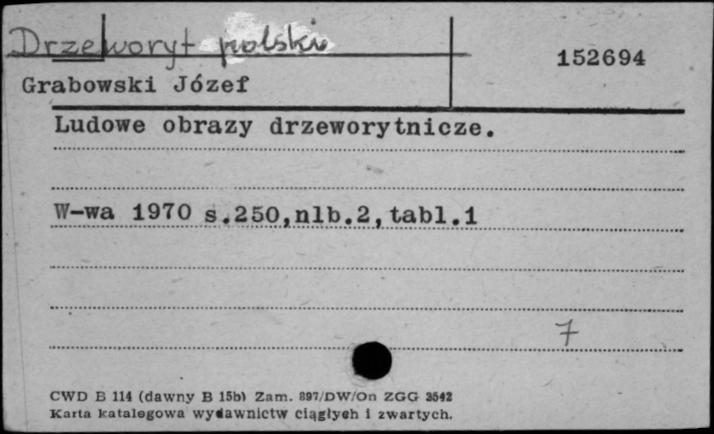 Drzeworyt polski
152694
Grabowski Józef
Ludowe obrazy drzeworytnicze.
W-wa 1970 s.250,nlb.2,tabl.1
7
CWD B 114 (dawny B 15b) Zam. 897/DW/On ZGG 3542
Karta katalogowa wydawnictw ciągłych i zwartych.